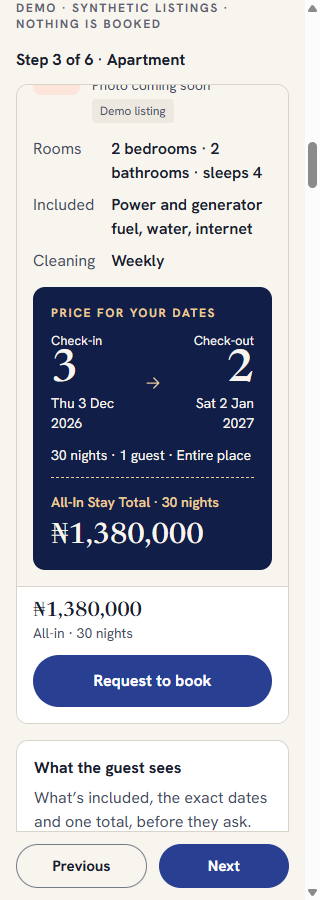 DEMO · SYNTHETIC LISTINGS ·
NOTHING IS BOOKED
Step 3 of 6 · Apartment
Photo coming soon
Demo listing
Rooms 2 bedrooms · 2
bathrooms · sleeps 4
Included Power and generator
fuel, water, internet
Cleaning Weekly
PRICE FOR YOUR DATES
Check-in Check-out
3 → 2
Thu 3 Dec Sat 2 Jan
2026 2027
30 nights · 1 guest · Entire place
All-In Stay Total · 30 nights
₦1,380,000
₦1,380,000
All-in · 30 nights
Request to book
What the guest sees
What’s included, the exact dates
and one total, before they ask.
Previous Next